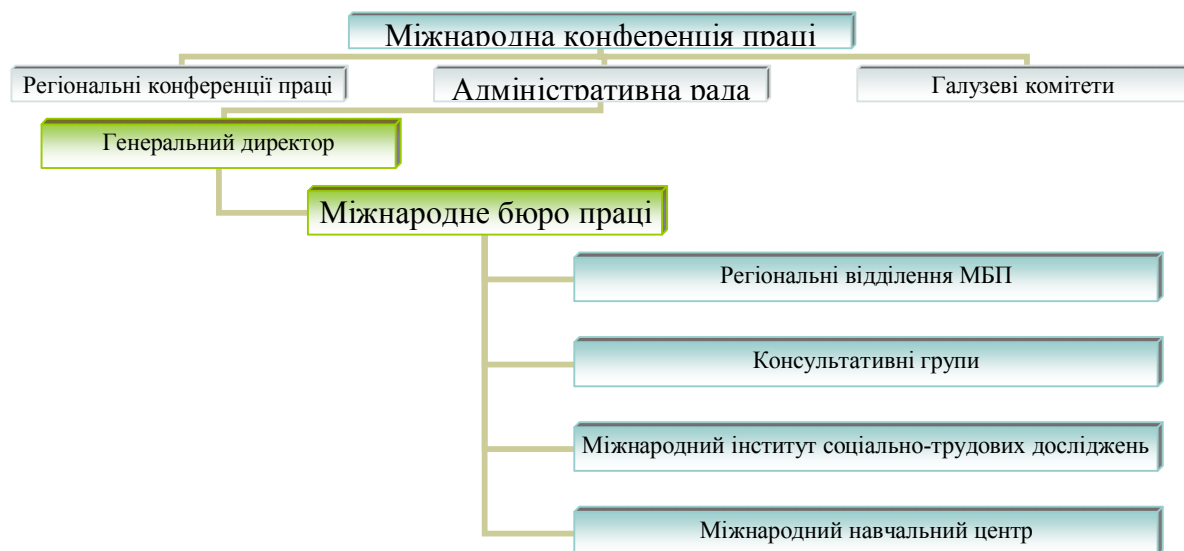 Міжнародна конференція праці
Регіональні конференції праці
Адміністративна рада
Галузеві комітети
Генеральний директор
Міжнародне бюро праці
Регіональні відділення МБП
Консультативні групи
Міжнародний інститут соціально-трудових досліджень
Міжнародний навчальний центр